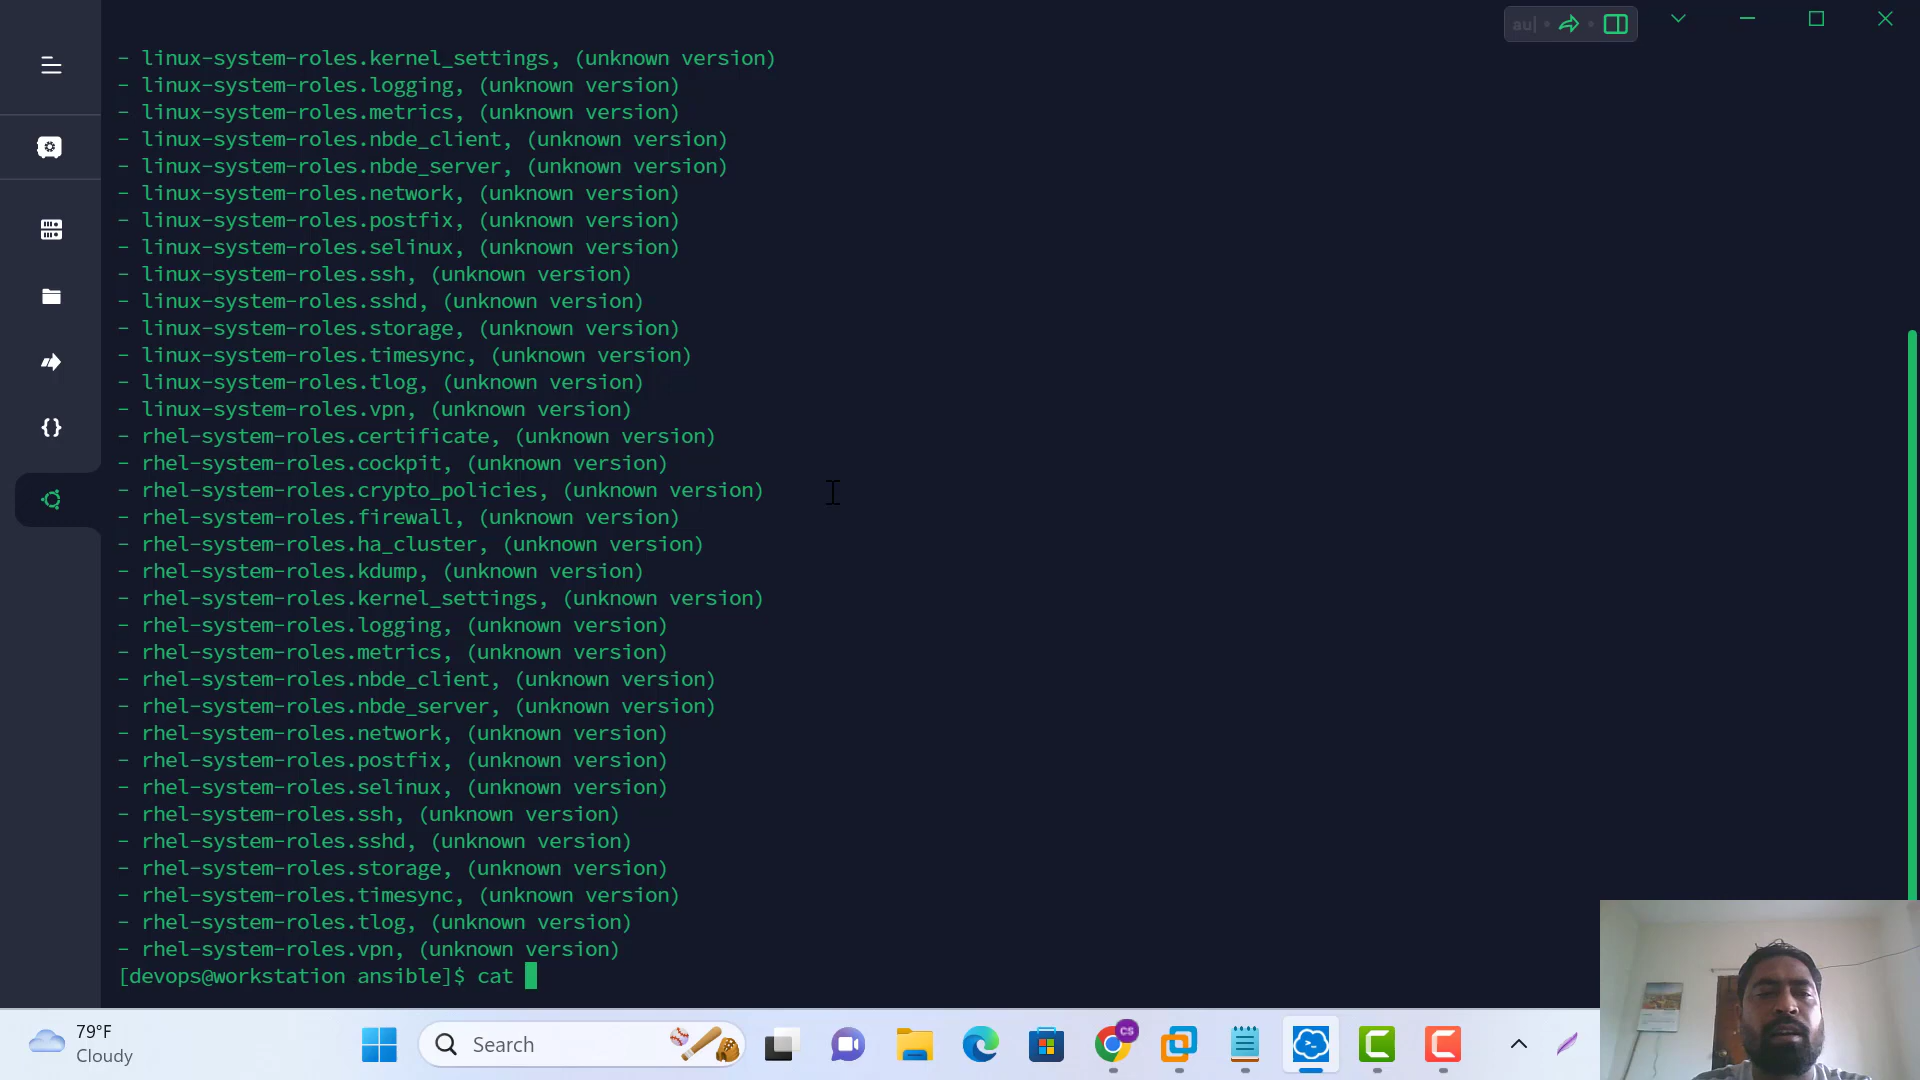 au|
- linux-system-roles.kernel_settings, (unknown version)
- linux-system-roles.logging, (unknown version)
- linux-system-roles.metrics, (unknown version)
- linux-system-roles.nbde_client, (unknown version)
- linux-system-roles.nbde_server, (unknown version)
- linux-system-roles.network, (unknown version)
- linux-system-roles.postfix, (unknown version)
- linux-system-roles.selinux, (unknown version)
- linux-system-roles.ssh, (unknown version)
- linux-system-roles.sshd, (unknown version)
- linux-system-roles.storage, (unknown version)
- linux-system-roles.timesync, (unknown version)
- linux-system-roles.tlog, (unknown version)
- linux-system-roles.vpn, (unknown version)
- rhel-system-roles.certificate, (unknown version)
- rhel-system-roles.cockpit, (unknown version)
- rhel-system-roles.crypto_policies, (unknown version)
- rhel-system-roles.firewall, (unknown version)
- rhel-system-roles.ha_cluster, (unknown version)
- rhel-system-roles.kdump, (unknown version)
- rhel-system-roles.kernel_settings, (unknown version)
- rhel-system-roles.logging, (unknown version)
- rhel-system-roles.metrics, (unknown version)
- rhel-system-roles.nbde_client, (unknown version)
- rhel-system-roles.nbde_server, (unknown version)
- rhel-system-roles.network, (unknown version)
- rhel-system-roles.postfix, (unknown version)
- rhel-system-roles.selinux, (unknown version)
- rhel-system-roles.ssh, (unknown version)
- rhel-system-roles.sshd, (unknown version)
- rhel-system-roles.storage, (unknown version)
- rhel-system-roles.timesync, (unknown version)
- rhel-system-roles.tlog, (unknown version)
- rhel-system-roles.vpn, (unknown version)
[devops@workstation ansible]$ cat
79°F
Cloudy
Search
CS